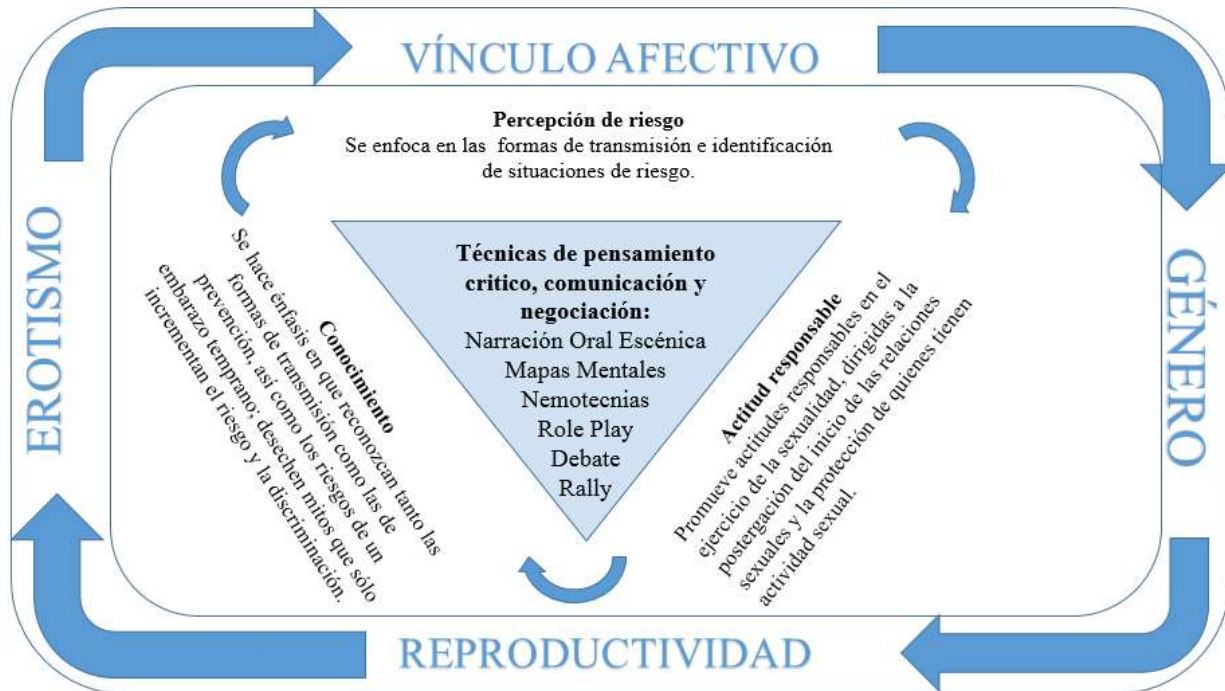 VÍNCULO AFECTIVO
Percepción de riesgo
Se enfoca en las formas de transmisión e identificación
de situaciones de riesgo.
EROTISMO
Conocimiento
Se hace énfasis en que reconozcan tanto las
formas de transmisión como las de
prevención, así como los riesgos de un
embarazo temprano; desechen mitos que sólo
incrementan el riesgo y la discriminación.
Técnicas de pensamiento
critico, comunicación y
negociación:
Narración Oral Escénica
Mapas Mentales
Nemotecnias
Role Play
Debate
Rally
Actitud responsable
Promueve actitudes responsables en el
ejercicio de la sexualidad, dirigidas a la
postergación del inicio de las relaciones
sexuales y la protección de quienes tienen
actividad sexual.
GÉNERO
REPRODUCTIVIDAD